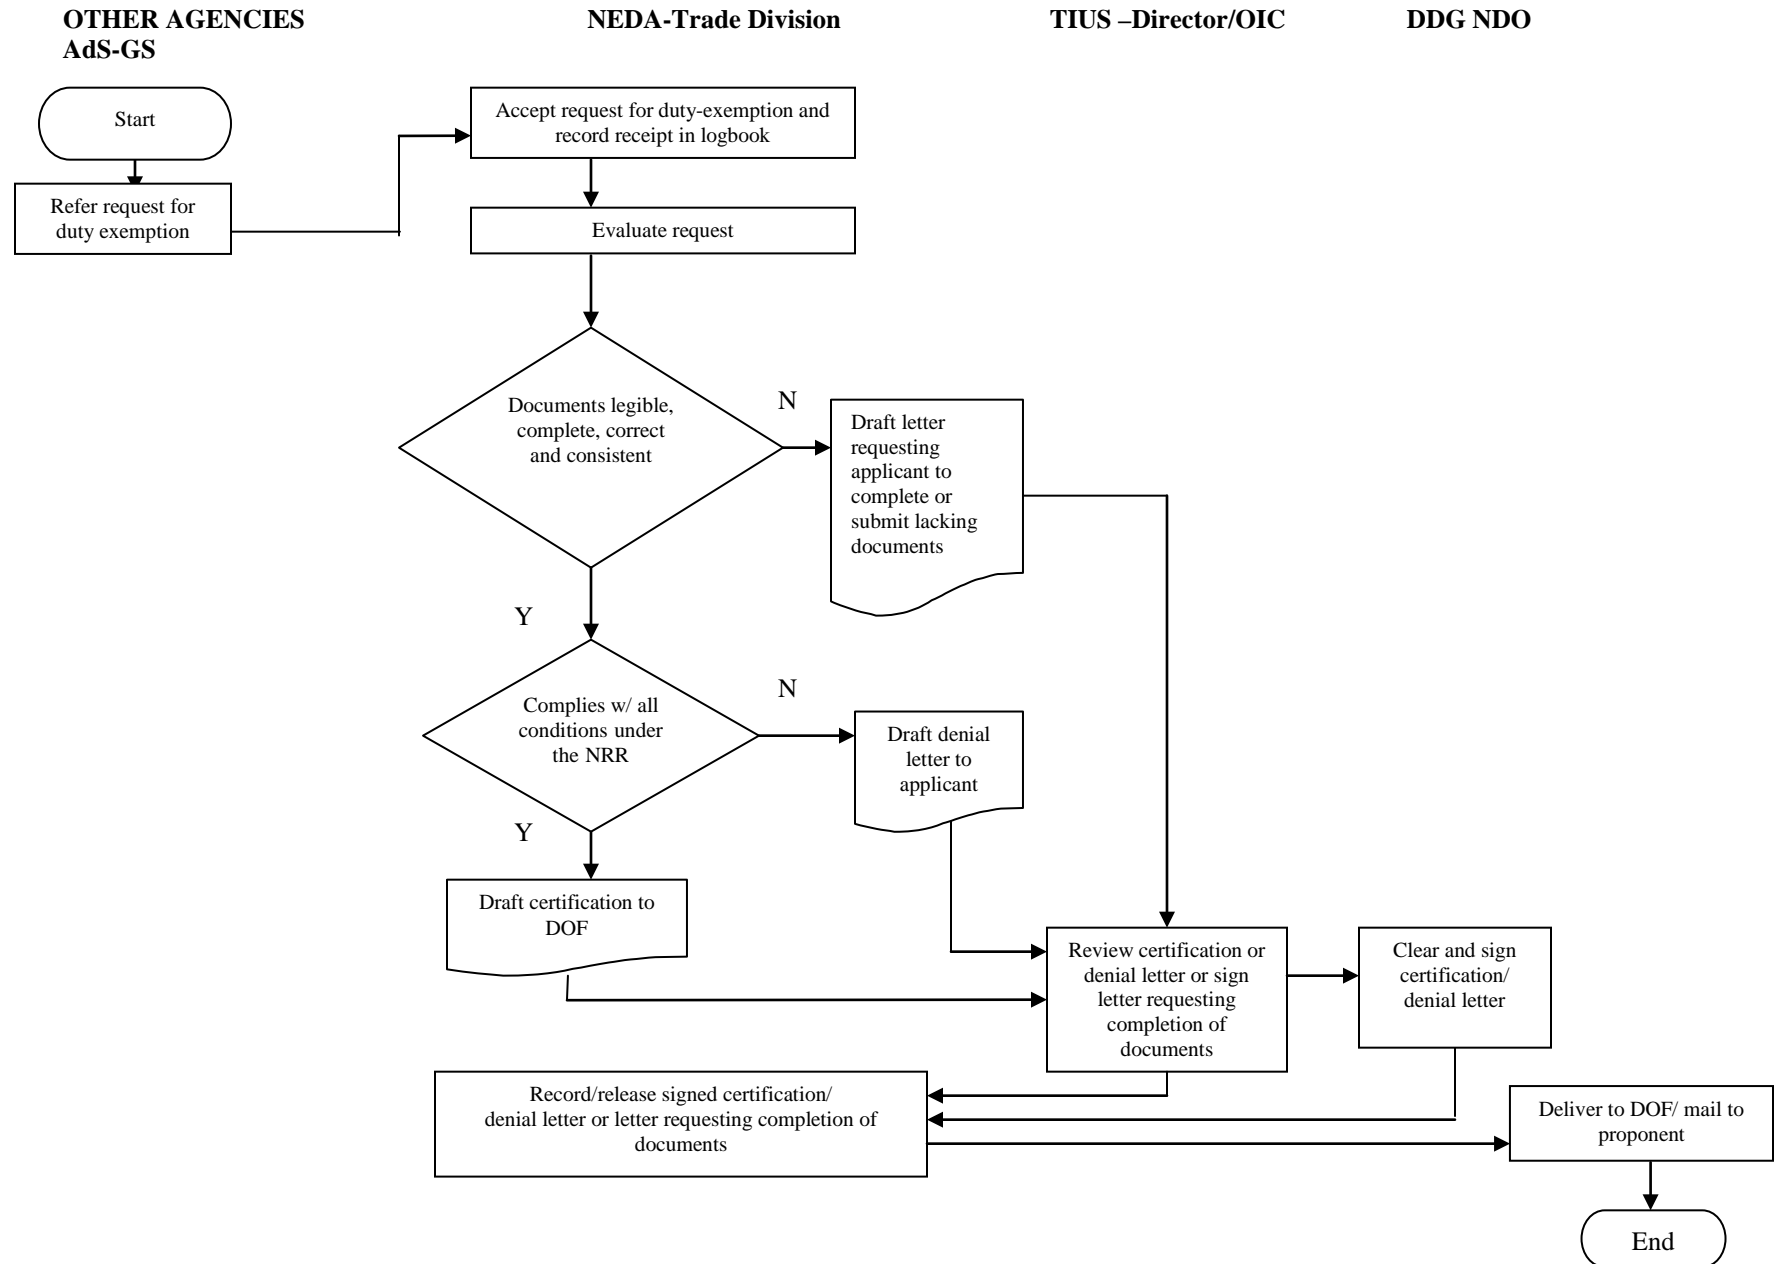 OTHER AGENCIES
AdS-GS
NEDA-Trade Division
TIUS –Director/OIC
DDG NDO
Start
Refer request for
duty exemption
Accept request for duty-exemption and
record receipt in logbook
Evaluate request
Documents legible,
complete, correct
and consistent
N
Draft letter
requesting
applicant to
complete or
submit lacking
documents
Y
Complies w/ all
conditions under
the NRR
N
Draft denial
letter to
applicant
Y
Draft certification to
DOF
Review certification or
denial letter or sign
letter requesting
completion of
documents
Clear and sign
certification/
denial letter
Record/release signed certification/
denial letter or letter requesting completion of
documents
Deliver to DOF/ mail to
proponent
End